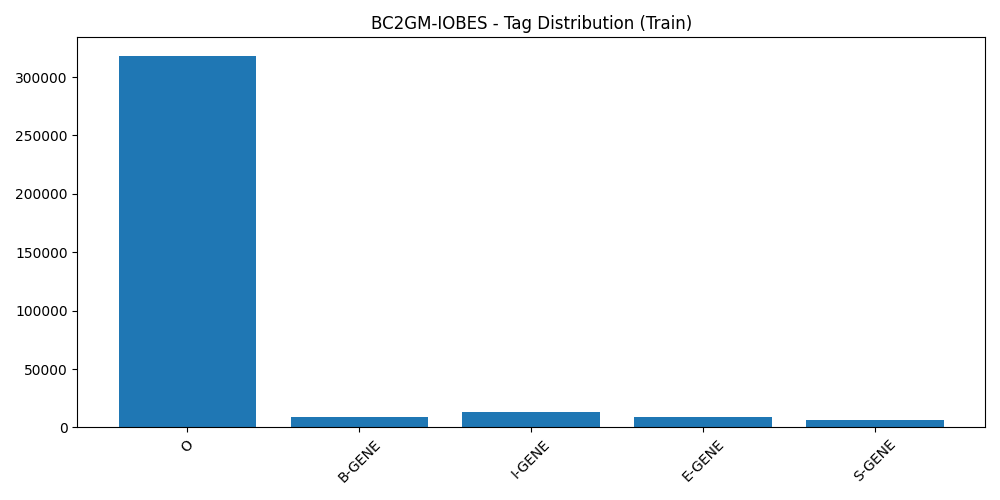 BC2GM-IOBES - Tag Distribution (Train)
300000
250000
200000
150000
100000
50000
0
O
B-GENE
I-GENE
E-GENE
S-GENE